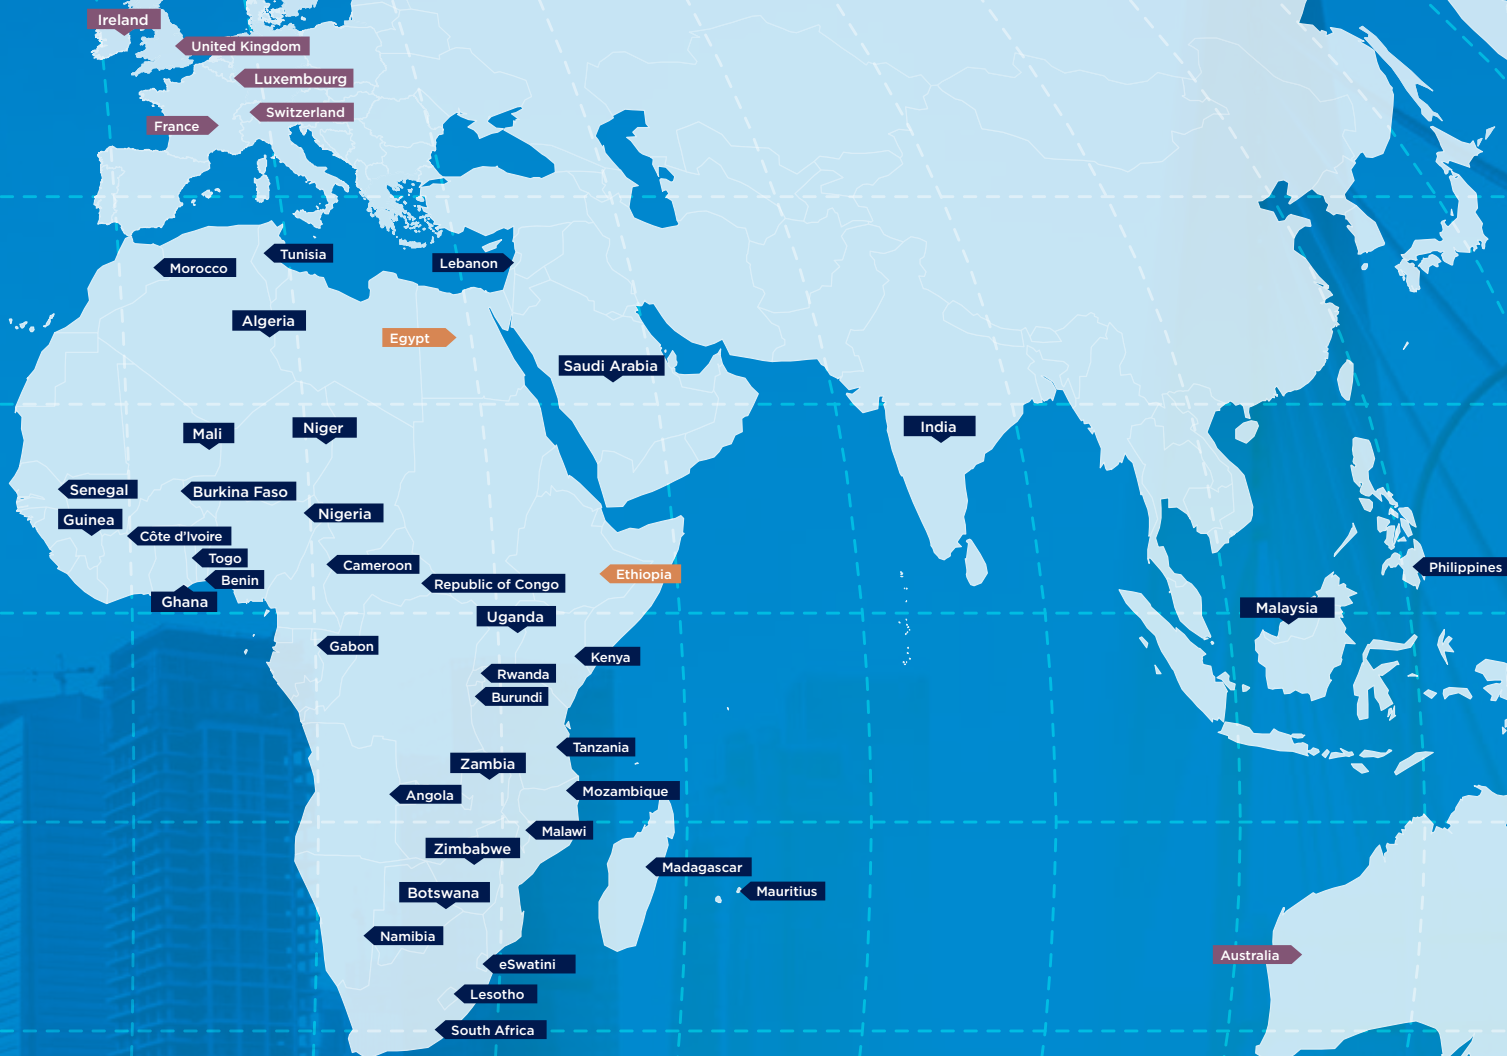 Ireland
United Kingdom
Luxembourg
Switzerland
France
Tunisia
Lebanon
Morocco
Algeria
Egypt
Saudi Arabia
Niger
India
Mali
Senegal
Burkina Faso
Nigeria
Guinea
Côte d'Ivoire
Togo
Cameroon
Philippines
Ethiopia
Benin
Republic of Congo
Ghana
Malaysia
Uganda
Gabon
Kenya
Rwanda
Burundi
Tanzania
Zambia
Mozambique
Angola
Malawi
Zimbabwe
Madagascar
Mauritius
Botswana
Namibia
Australia
eSwatini
Lesotho
South Africa